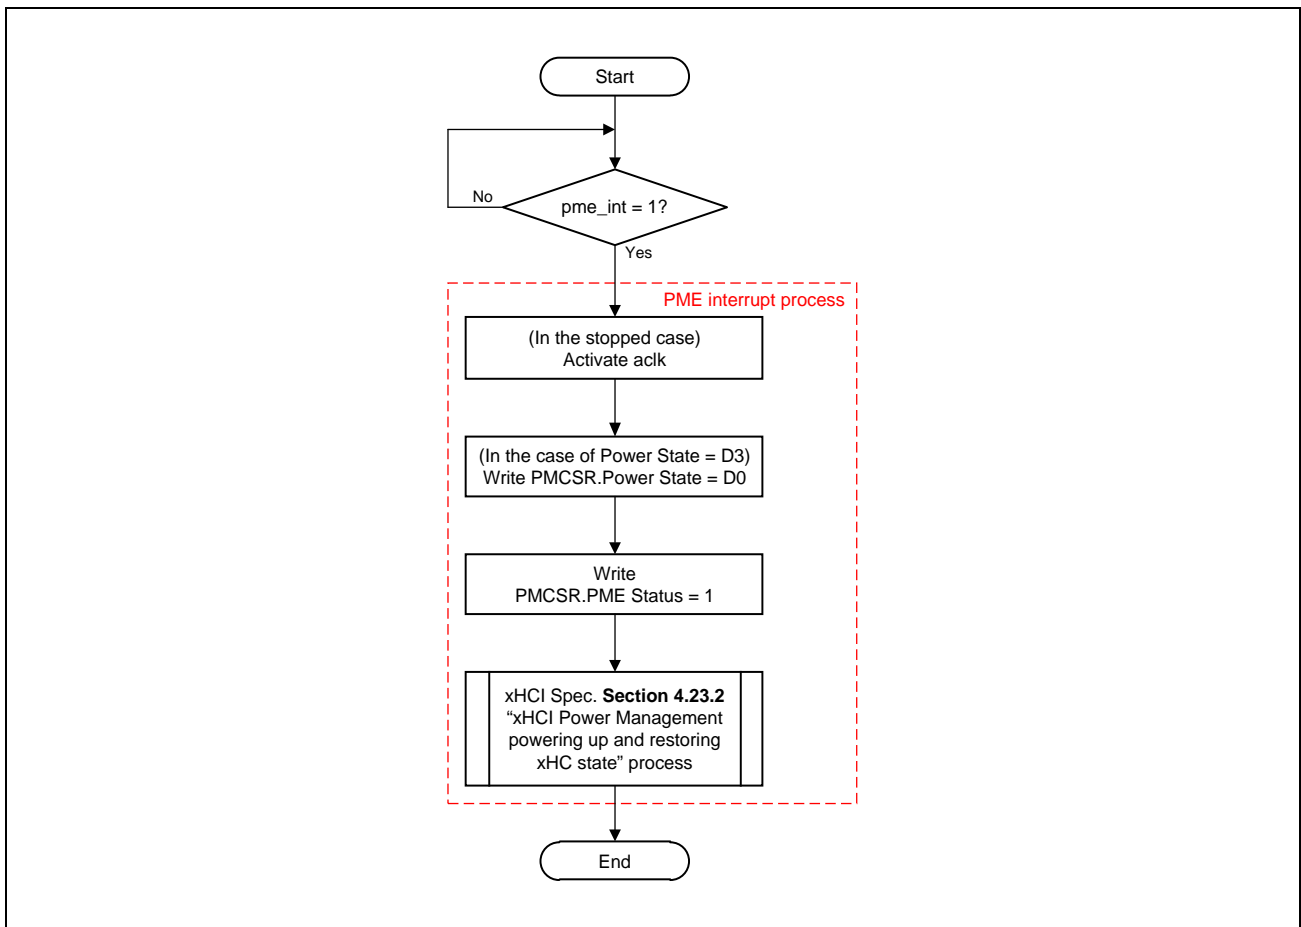 Start
No
pme_int = 1?
Yes
PME interrupt process
(In the stopped case)
Activate aclk
(In the case of Power State = D3)
Write PMCSR.Power State = D0
Write
PMCSR.PME Status = 1
xHCI Spec. Section 4.23.2
“xHCI Power Management
powering up and restoring
xHC state” process
End